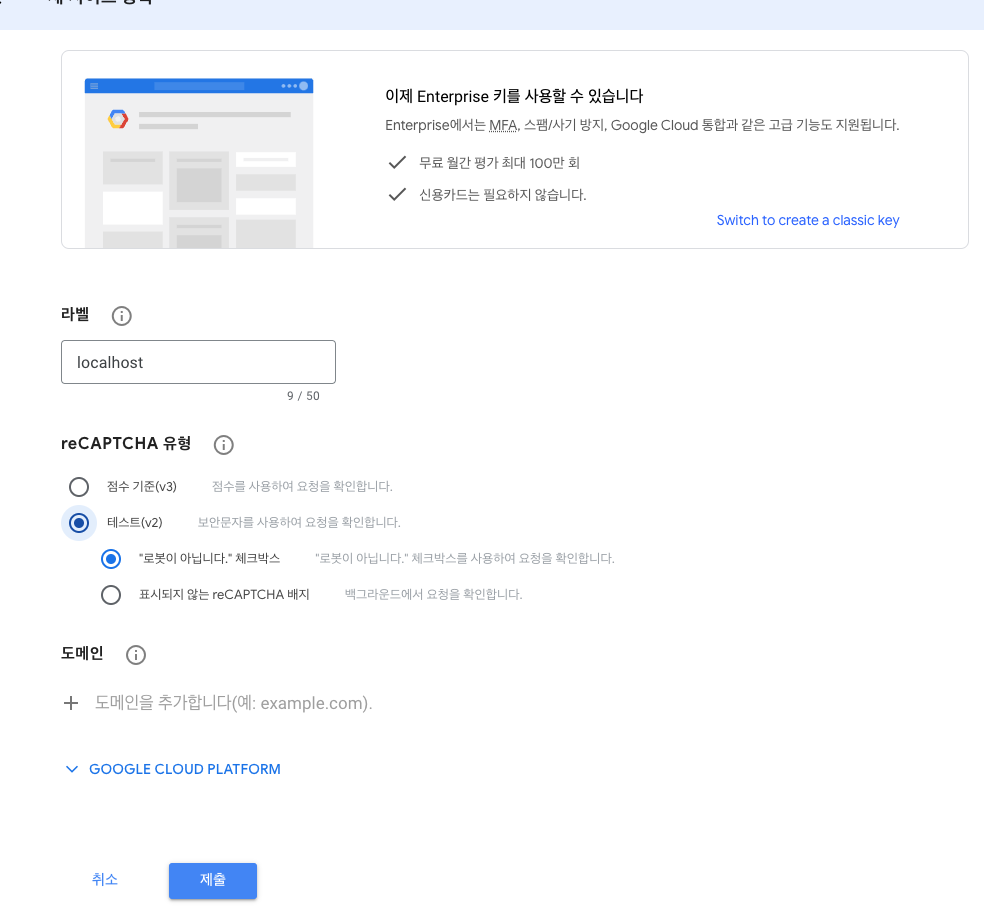 이제 Enterprise 키를 사용할 수 있습니다
Enterprise에서는 MFA, 스팸/사기 방지, Google Cloud 통합과 같은 고급 기능도 지원됩니다.
무료 월간 평가 최대 100만 회
신용카드는 필요하지 않습니다.
Switch to create a classic key
라벨
localhost
9 / 50
reCAPTCHA 유형
점수 기준(v3) 점수를 사용하여 요청을 확인합니다.
테스트(v2) 보안문자를 사용하여 요청을 확인합니다.
"로봇이 아닙니다." 체크박스 "로봇이 아닙니다." 체크박스를 사용하여 요청을 확인합니다.
표시되지 않는 reCAPTCHA 배지 백그라운드에서 요청을 확인합니다.
도메인
도메인을 추가합니다(예: example.com).
GOOGLE CLOUD PLATFORM
취소 제출